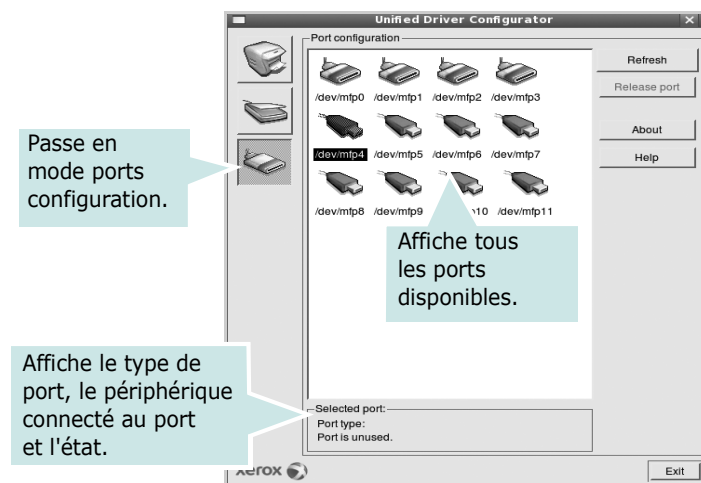 Unified Driver Configurator
Port configuration
/dev/mfp0 /dev/mfp1 /dev/mfp2 /dev/mfp3
/dev/mfp4 /dev/mfp5 /dev/mfp6 /dev/mfp7
/dev/mfp8 /dev/mfp9 p10 /dev/mfp11
Refresh
Release port
About
Help
Passe en
mode ports
configuration.
Affiche tous
les ports
disponibles.
Affiche le type de
port, le périphérique
connecté au port
et l'état.
Selected port:
Port type:
Port is unused.
xerox
Exit